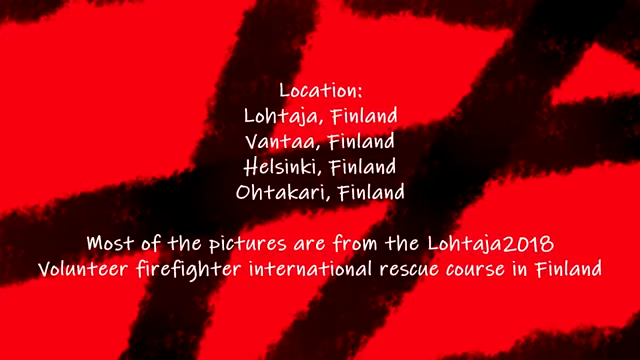 Location:
Lohtaja, Finland
Vantaa, Finland
Helsinki, Finland
Ohtakari, Finland
Most of the pictures are from the Lohtaja2018
Volunteer firefighter international rescue course in Finland